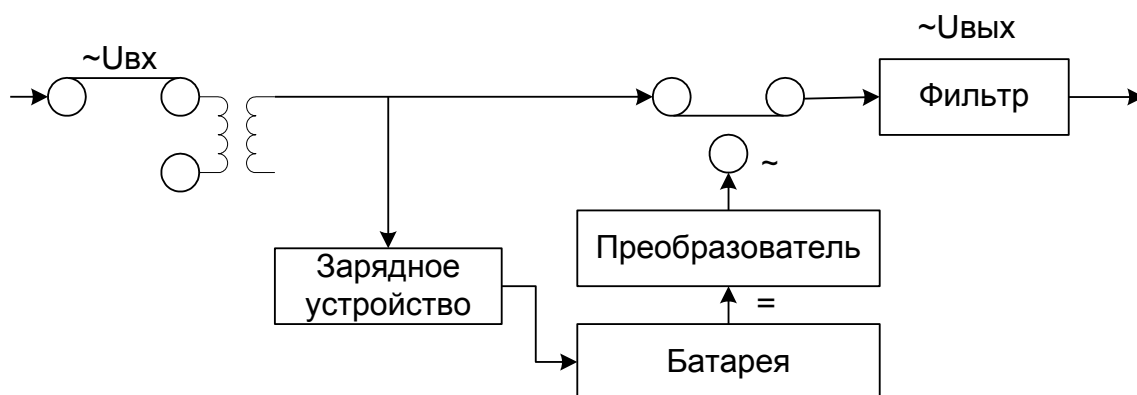 ~Uвх
~Uвых
Фильтр
~
Преобразователь
Зарядное
устройство
=
Батарея